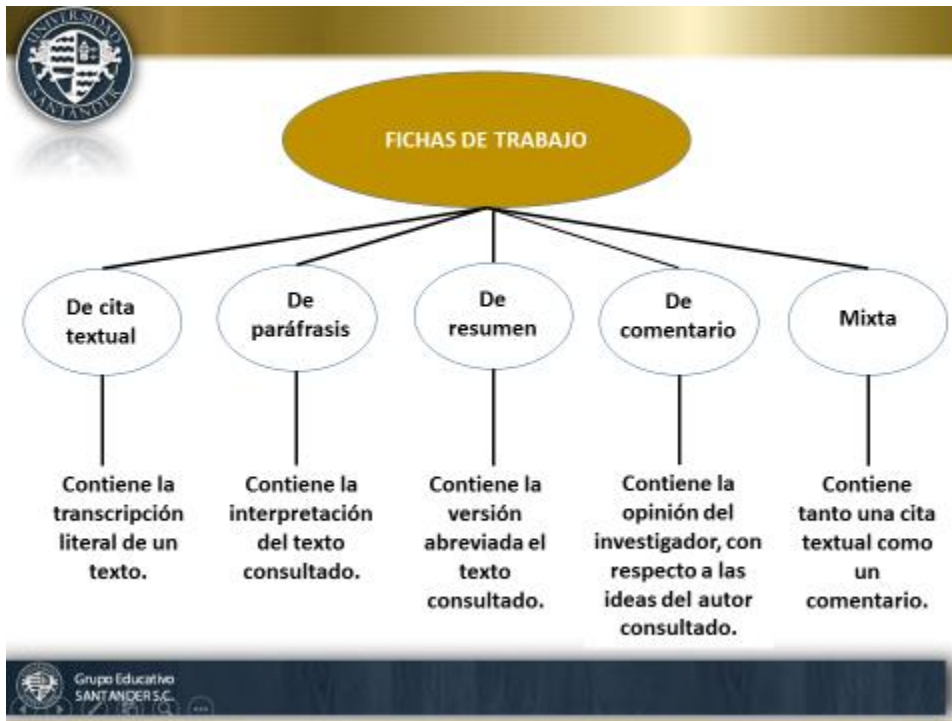 UNIVERSIDAD
SANTANDER
FICHAS DE TRABAJO
De cita
textual
De
paráfrasis
De
resumen
De
comentario
Mixta
Contiene la
transcripción
literal de un
texto.
Contiene la
interpretación
del texto
consultado.
Contiene la
versión
abreviada el
texto
consultado.
Contiene la
opinión del
investigador, con
respecto a las
ideas del autor
consultado.
Contiene
tanto una cita
textual como
un
comentario.
Grupo Educativo
SANTANDER S.C.